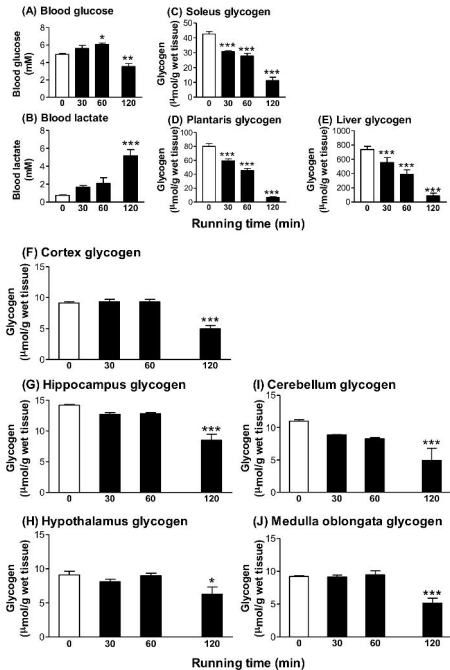 (A) Blood glucose
Blood glucose
(mM)
8
6
4
2
0
*
**
0 30 60 120
(B) Blood lactate
Blood lactate
(mM)
8
6
4
2
0
***
0 30 60 120
(C) Soleus glycogen
Glycogen
(µmol/g wet tissue)
50
40
30
20
10
0
***
***
***
0 30 60 120
(D) Plantaris glycogen
Glycogen
(µmol/g wet tissue)
100
80
60
40
20
0
***
***
***
0 30 60 120
(E) Liver glycogen
Glycogen
(µmol/g wet tissue)
1000
800
600
400
200
0
***
***
***
0 30 60 120
Running time (min)
(F) Cortex glycogen
Glycogen
(µmol/g wet tissue)
15
10
5
0
***
0 30 60 120
(G) Hippocampus glycogen
Glycogen
(µmol/g wet tissue)
15
10
5
0
***
0 30 60 120
(H) Hypothalamus glycogen
Glycogen
(µmol/g wet tissue)
15
10
5
0
*
0 30 60 120
(I) Cerebellum glycogen
Glycogen
(µmol/g wet tissue)
15
10
5
0
***
0 30 60 120
(J) Medulla oblongata glycogen
Glycogen
(µmol/g wet tissue)
15
10
5
0
***
0 30 60 120
Running time (min)